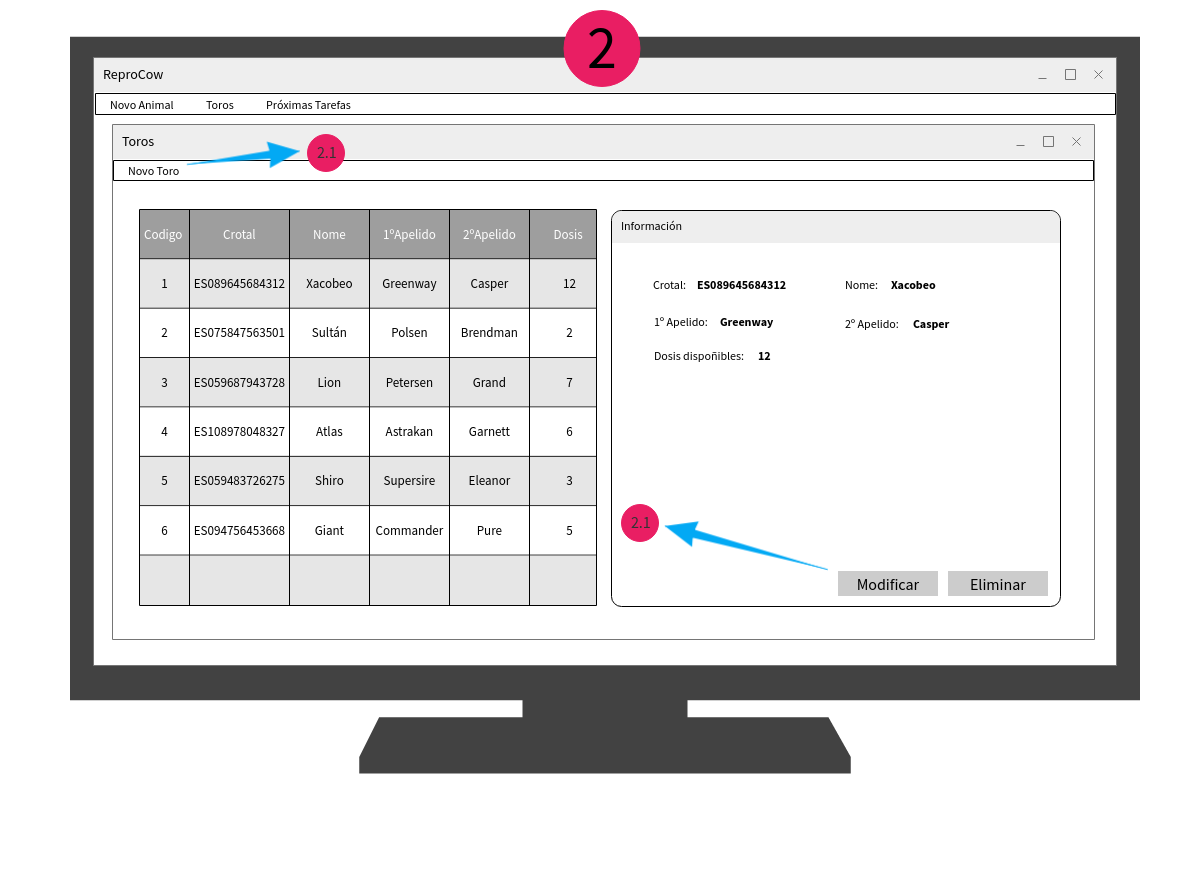 2
ReproCow
Novo Animal Toros Próximas Tarefas
Toros
2.1
Novo Toro
Codigo Crotal Nome 1ºApelido 2ºApelido Dosis
1 ES089645684312 Xacobeo Greenway Casper 12
2 ES075847563501 Sultán Polsen Brendman 2
3 ES059687943728 Lion Petersen Grand 7
4 ES108978048327 Atlas Astrakan Garnett 6
5 ES059483726275 Shiro Supersire Eleanor 3
6 ES094756453668 Giant Commander Pure 5
Información
Crotal: ES089645684312 Nome: Xacobeo
1º Apelido: Greenway 2º Apelido: Casper
Dosis dispoñibles: 12
2.1
Modificar Eliminar